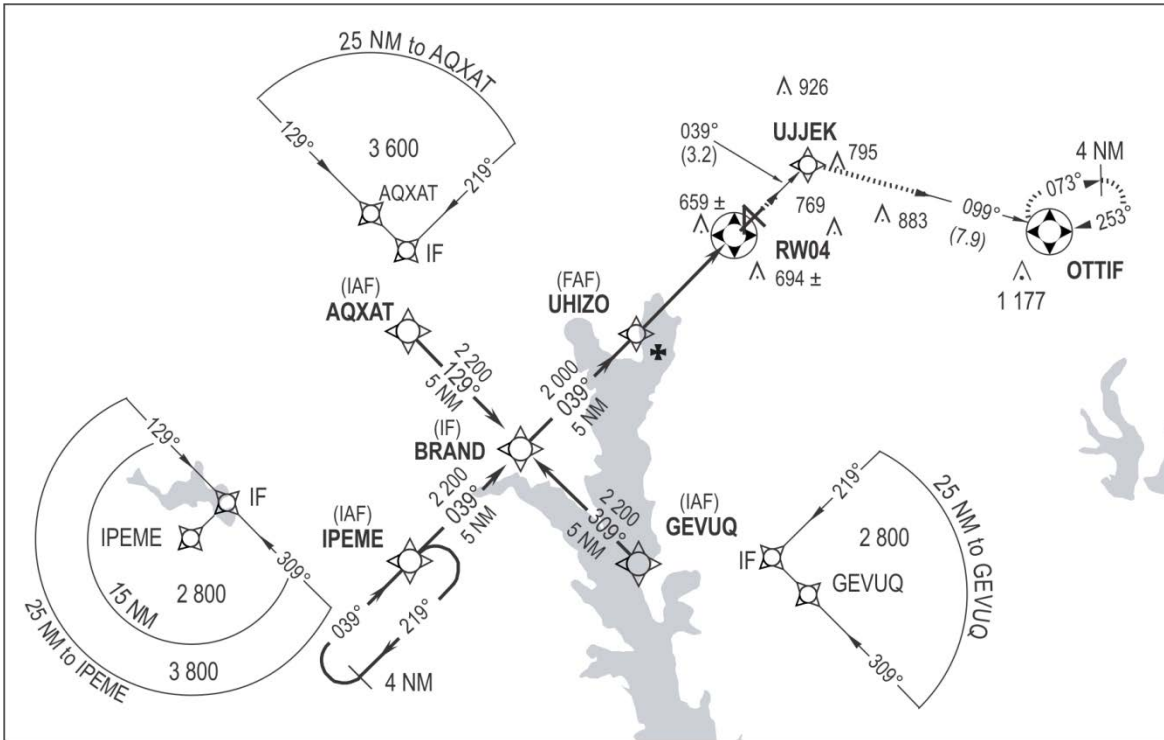 25 NM to AQXAT
129°
3 600
219°
AQXAT
IF
926
UJJEK
039°
(3.2)
795
4 NM
073°
659 ±
769
883
099°
(7.9)
253°
RW04
OTTIF
694 ±
1 177
(IAF)
AQXAT
(FAF)
UHIZO
2 200
129°
5 NM
2 000
039°
5 NM
(IF)
BRAND
129°
IF
IPEME
309°
2 800
15 NM
3 800
25 NM to IPEME
(IAF)
IPEME
2 200
039°
5 NM
039°
219°
4 NM
2 200
309°
5 NM
(IAF)
GEVUQ
219°
2 800
IF
GEVUQ
309°
25 NM to GEVUQ